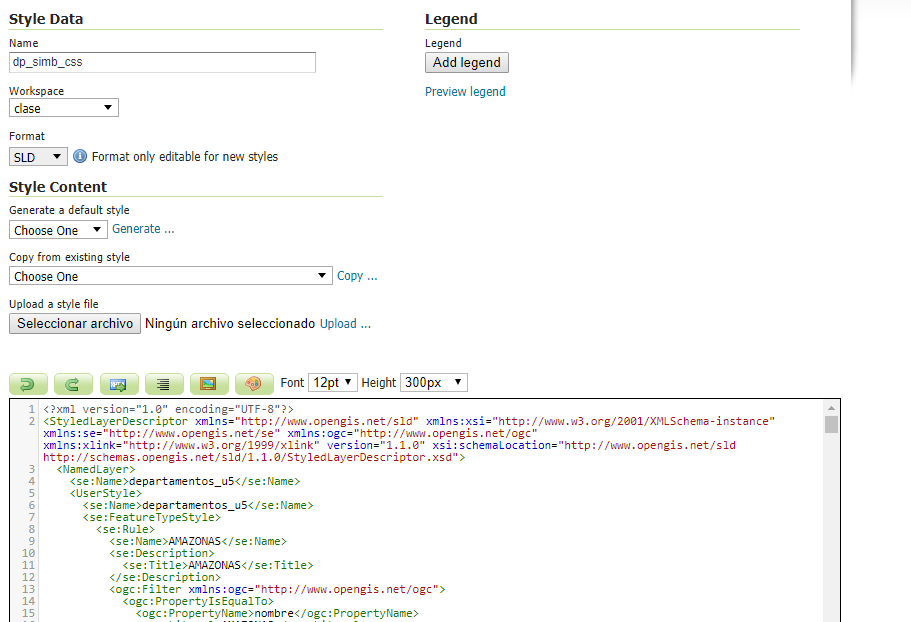 Style Data
Name
dp_simb_css
Workspace
clase
Format
SLD Format only editable for new styles
Style Content
Generate a default style
Choose One Generate ...
Copy from existing style
Choose One Copy ...
Upload a style file
Seleccionar archivo Ningún archivo seleccionado Upload ...
Legend
Legend
Add legend
Preview legend
Font 12pt Height 300px
1 <?xml version="1.0" encoding="UTF-8"?>
2 <StyledLayerDescriptor xmlns="http://www.opengis.net/sld" xmlns:xsi="http://www.w3.org/2001/XMLSchema-instance"
xmlns:se="http://www.opengis.net/se" xmlns:ogc="http://www.opengis.net/ogc"
xmlns:xlink="http://www.w3.org/1999/xlink" version="1.1.0" xsi:schemaLocation="http://www.opengis.net/sld
http://schemas.opengis.net/sld/1.1.0/StyledLayerDescriptor.xsd">
3 <NamedLayer>
4 <se:Name>departamentos_u5</se:Name>
5 <UserStyle>
6 <se:Name>departamentos_u5</se:Name>
7 <se:FeatureTypeStyle>
8 <se:Rule>
9 <se:Name>AMAZONAS</se:Name>
10 <se:Description>
11 <se:Title>AMAZONAS</se:Title>
12 </se:Description>
13 <ogc:Filter xmlns:ogc="http://www.opengis.net/ogc">
14 <ogc:PropertyIsEqualTo>
15 <ogc:PropertyName>nombre</ogc:PropertyName>